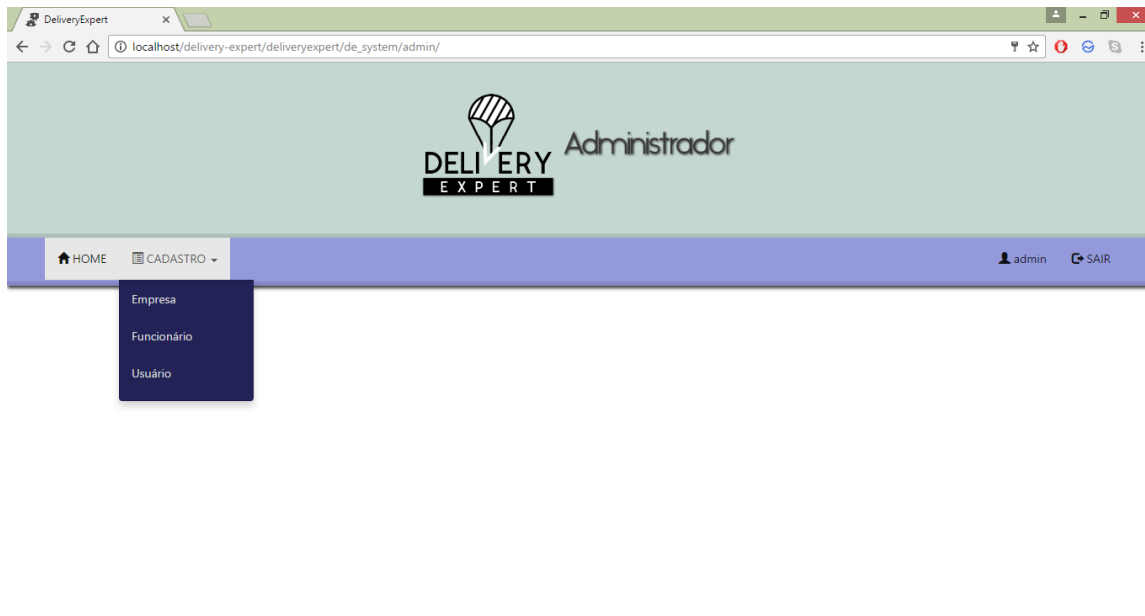 DeliveryExpert
localhost/delivery-expert/deliveryexpert/de_system/admin/
DELIVERY
EXPERT
Administrador
HOME
CADASTRO
admin
SAIR
Empresa
Funcionário
Usuário